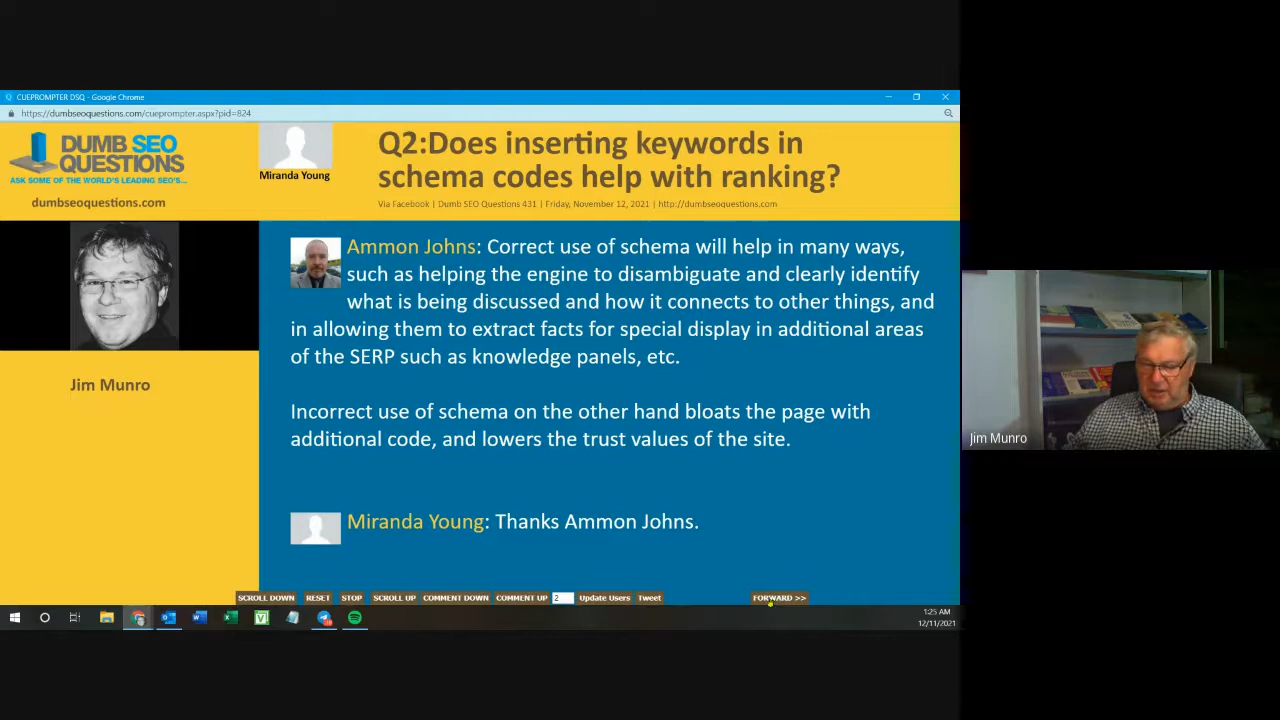 CUEPROMPTER DSQ - Google Chrome
https://dumbseoquestions.com/cueprompter.aspx?pid=824
DUMB SEO
QUESTIONS
ASK SOME OF THE WORLD'S LEADING SEO'S...
dumbseoquestions.com
Miranda Young
Q2:Does inserting keywords in
schema codes help with ranking?
Via Facebook | Dumb SEO Questions 431 | Friday, November 12, 2021 | http://dumbseoquestions.com
Jim Munro
Ammon Johns: Correct use of schema will help in many ways,
such as helping the engine to disambiguate and clearly identify
what is being discussed and how it connects to other things, and
in allowing them to extract facts for special display in additional areas
of the SERP such as knowledge panels, etc.
Incorrect use of schema on the other hand bloats the page with
additional code, and lowers the trust values of the site.
Miranda Young: Thanks Ammon Johns.
Jim Munro
SCROLL DOWN RESET STOP SCROLL UP COMMENT DOWN COMMENT UP 2 Update Users Tweet FORWARD >>
1:25 AM
12/11/2021